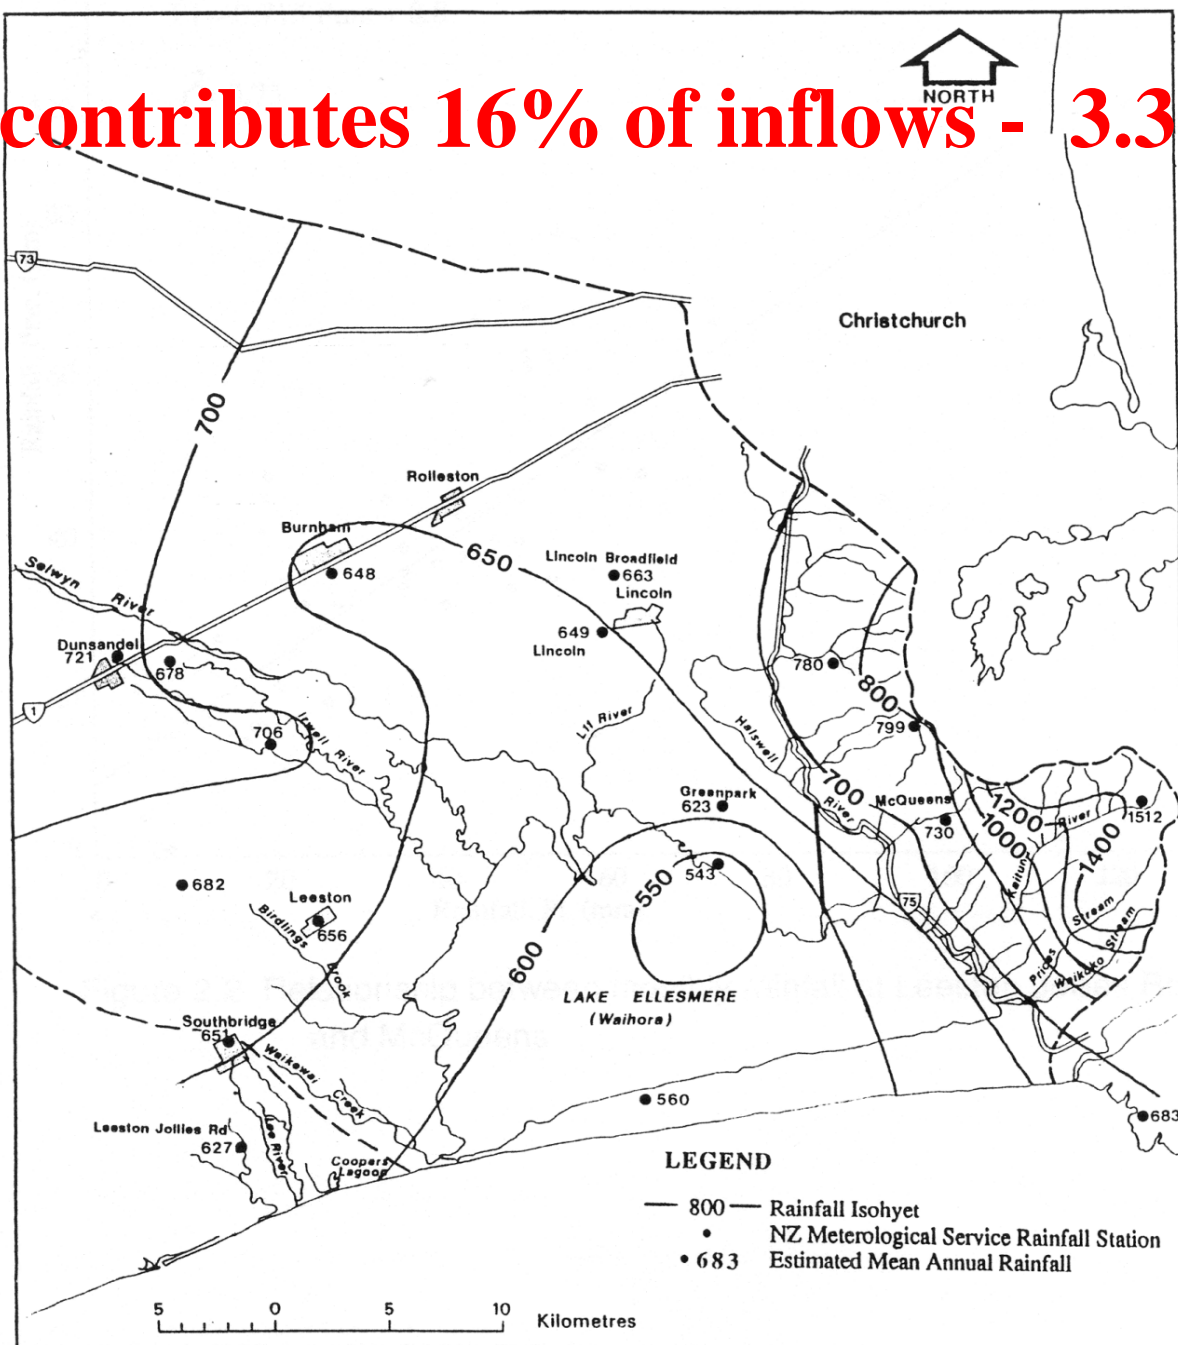 NORTH
contributes 16% of inflows - 3.3
73
Christchurch
700
Rolleston
Burnham
650
648
Lincoln Broadfield
663
Lincoln
Selwyn River
649
Lincoln
Dunsandel
721
678
780
800
1
706
Irwell River
LII River
Halswell River
799
700
Greenpark
623
McQueens
730
1200
River
1512
1000
1400
Kaituna
543
550
682
Leeston
656
75
Birdlings Brook
600
Prices Stream
Waikoko Stream
LAKE ELLESMERE
(Waihora)
Southbridge
651
Waikewai Creek
560
683
Leeston Jollies Rd
627
Lee River
Coopers
Lagoon
LEGEND
800 Rainfall Isohyet
• NZ Meterological Service Rainfall Station
• 683 Estimated Mean Annual Rainfall
5 0 5 10 Kilometres